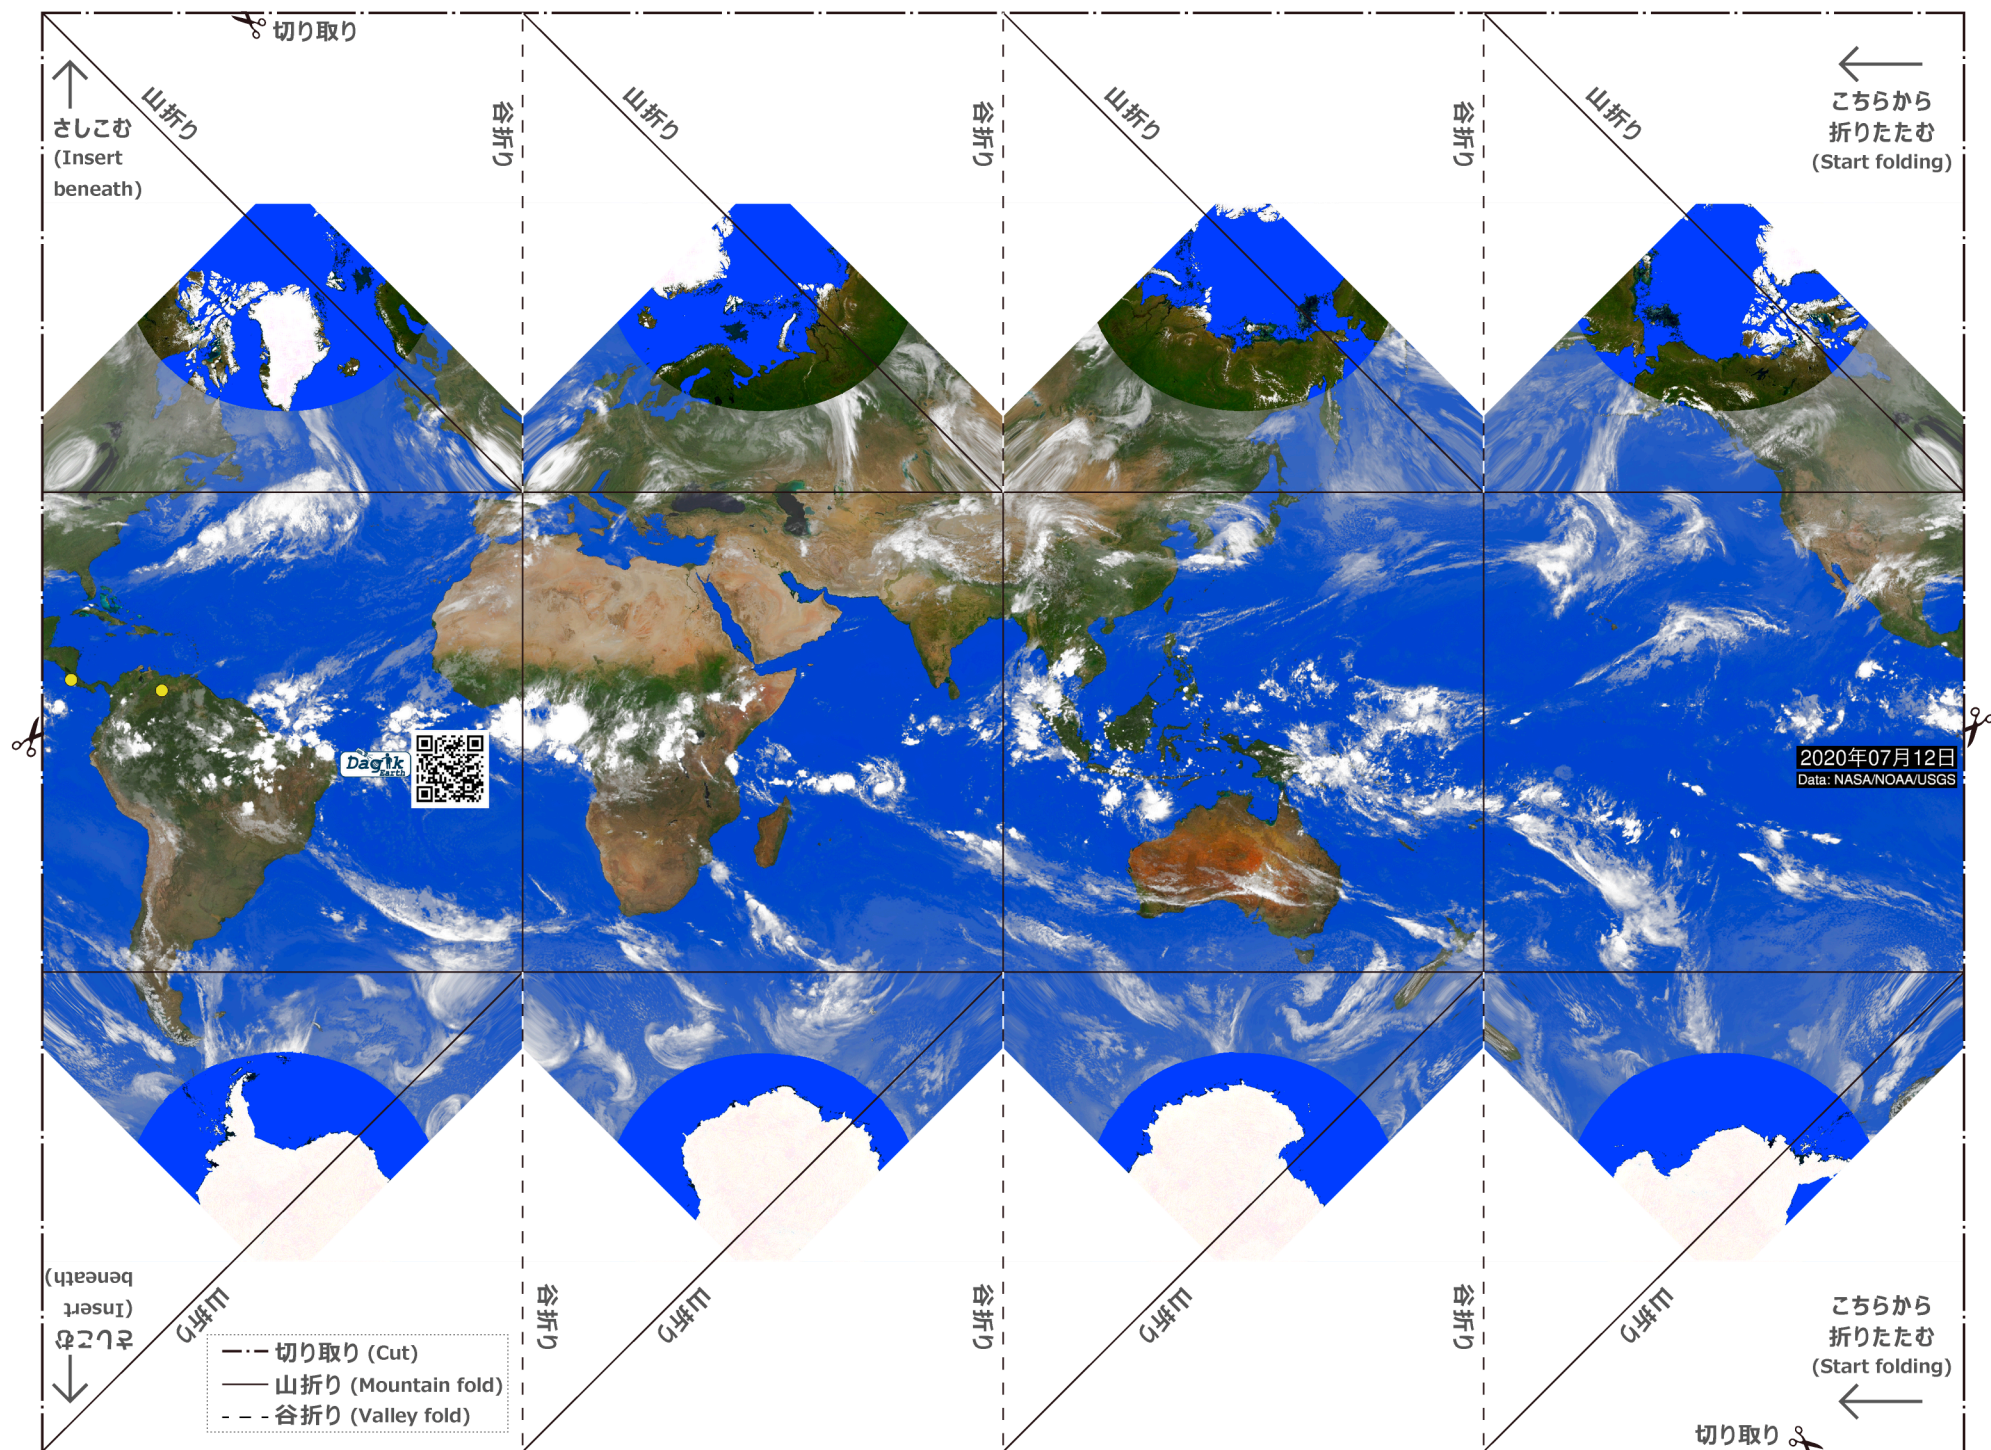 切り取り
さしこむ
(Insert
beneath)
山折り
谷折り
山折り
谷折り
山折り
谷折り
山折り
こちらから
折りたたむ
(Start folding)
Dagik
Earth
2020年07月12日
Data: NASA/NOAA/USGS
さしこむ
(Insert
beneath)
山折り
谷折り
山折り
谷折り
山折り
谷折り
山折り
こちらから
折りたたむ
(Start folding)
切り取り (Cut)
山折り (Mountain fold)
谷折り (Valley fold)
切り取り